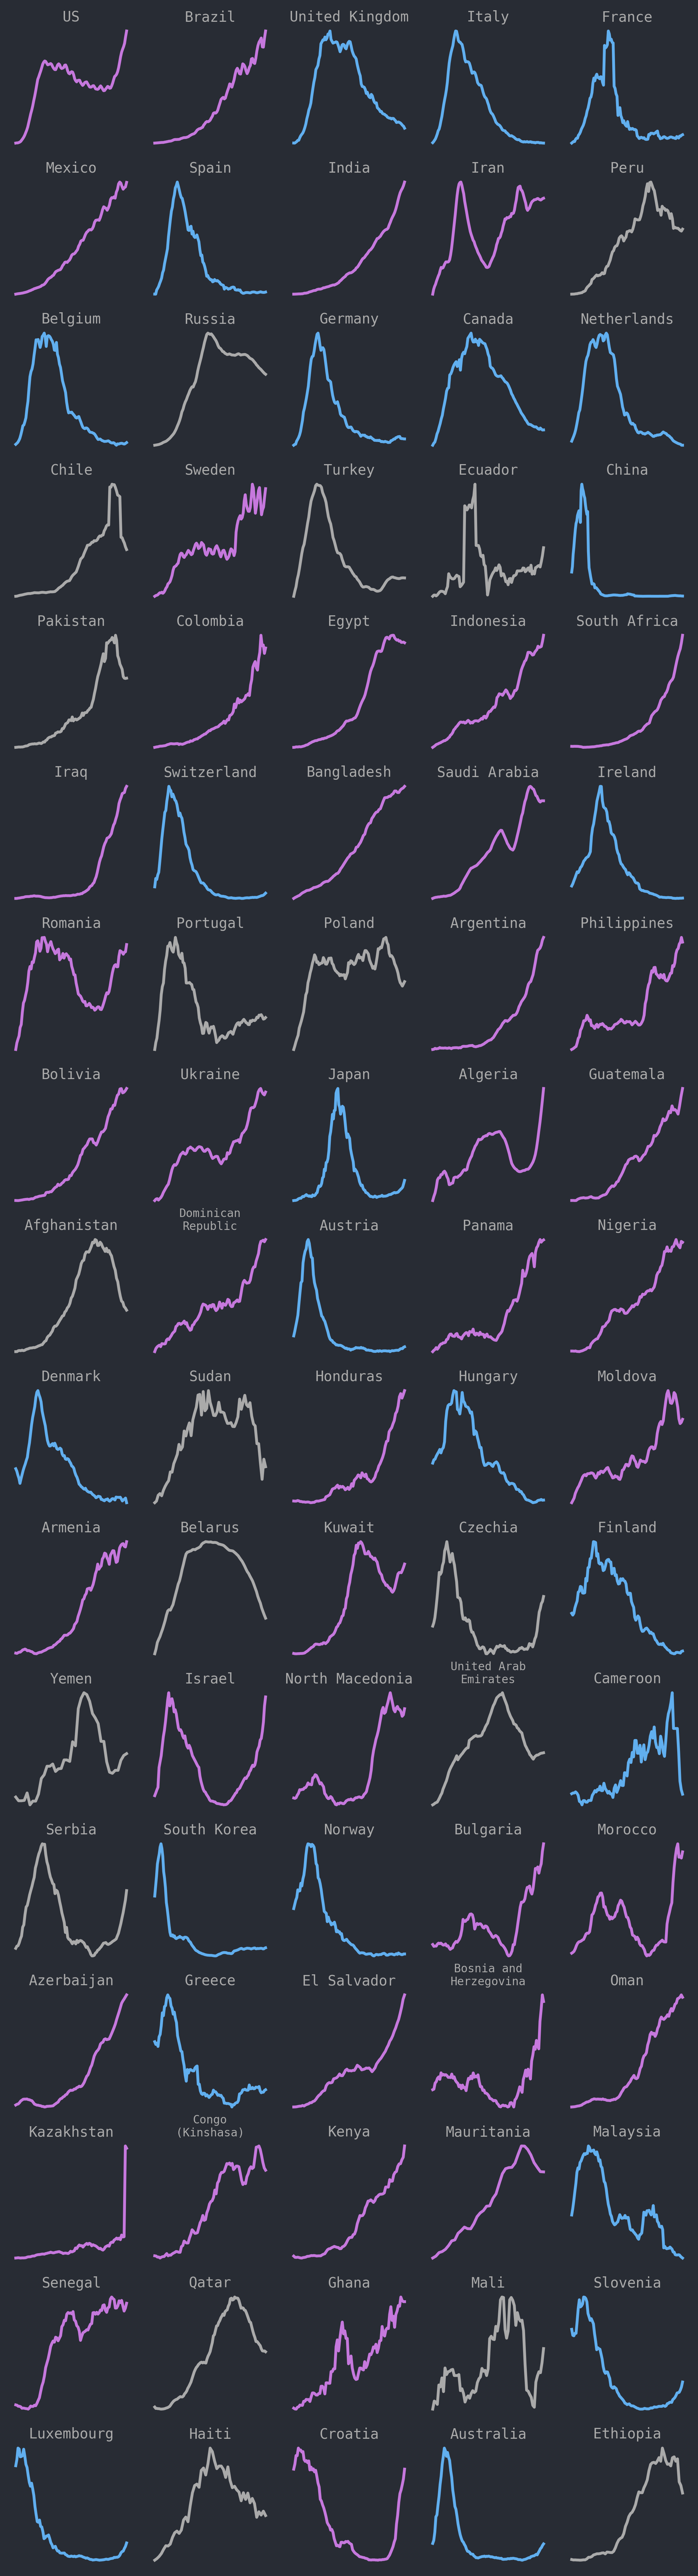 US Brazil United Kingdom Italy France
Mexico Spain India Iran Peru
Belgium Russia Germany Canada Netherlands
Chile Sweden Turkey Ecuador China
Pakistan Colombia Egypt Indonesia South Africa
Iraq Switzerland Bangladesh Saudi Arabia Ireland
Romania Portugal Poland Argentina Philippines
Bolivia Ukraine Japan Algeria Guatemala
Afghanistan
Dominican
Republic
Austria Panama Nigeria
Denmark Sudan Honduras Hungary Moldova
Armenia Belarus Kuwait Czechia Finland
Yemen Israel North Macedonia
United Arab
Emirates
Cameroon
Serbia South Korea Norway Bulgaria Morocco
Azerbaijan Greece El Salvador
Bosnia and
Herzegovina
Oman
Kazakhstan
Congo
(Kinshasa)
Kenya Mauritania Malaysia
Senegal Qatar Ghana Mali Slovenia
Luxembourg Haiti Croatia Australia Ethiopia